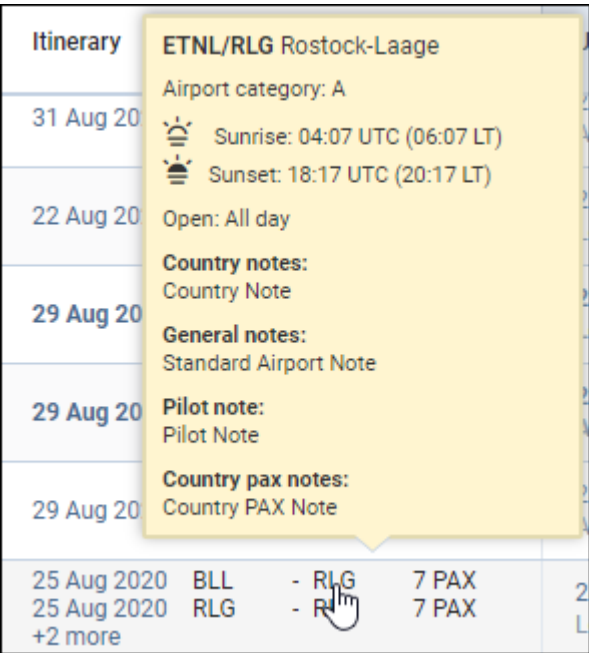 Itinerary
ETNL/RLG Rostock-Laage
Airport category: A
31 Aug 20
Sunrise: 04:07 UTC (06:07 LT)
Sunset: 18:17 UTC (20:17 LT)
22 Aug 20
Open: All day
Country notes:
Country Note
29 Aug 20
General notes:
Standard Airport Note
29 Aug 20
Pilot note:
Pilot Note
Country pax notes:
29 Aug 20
Country PAX Note
25 Aug 2020 BLL - RLG 7 PAX
25 Aug 2020 RLG - 7 PAX
+2 more